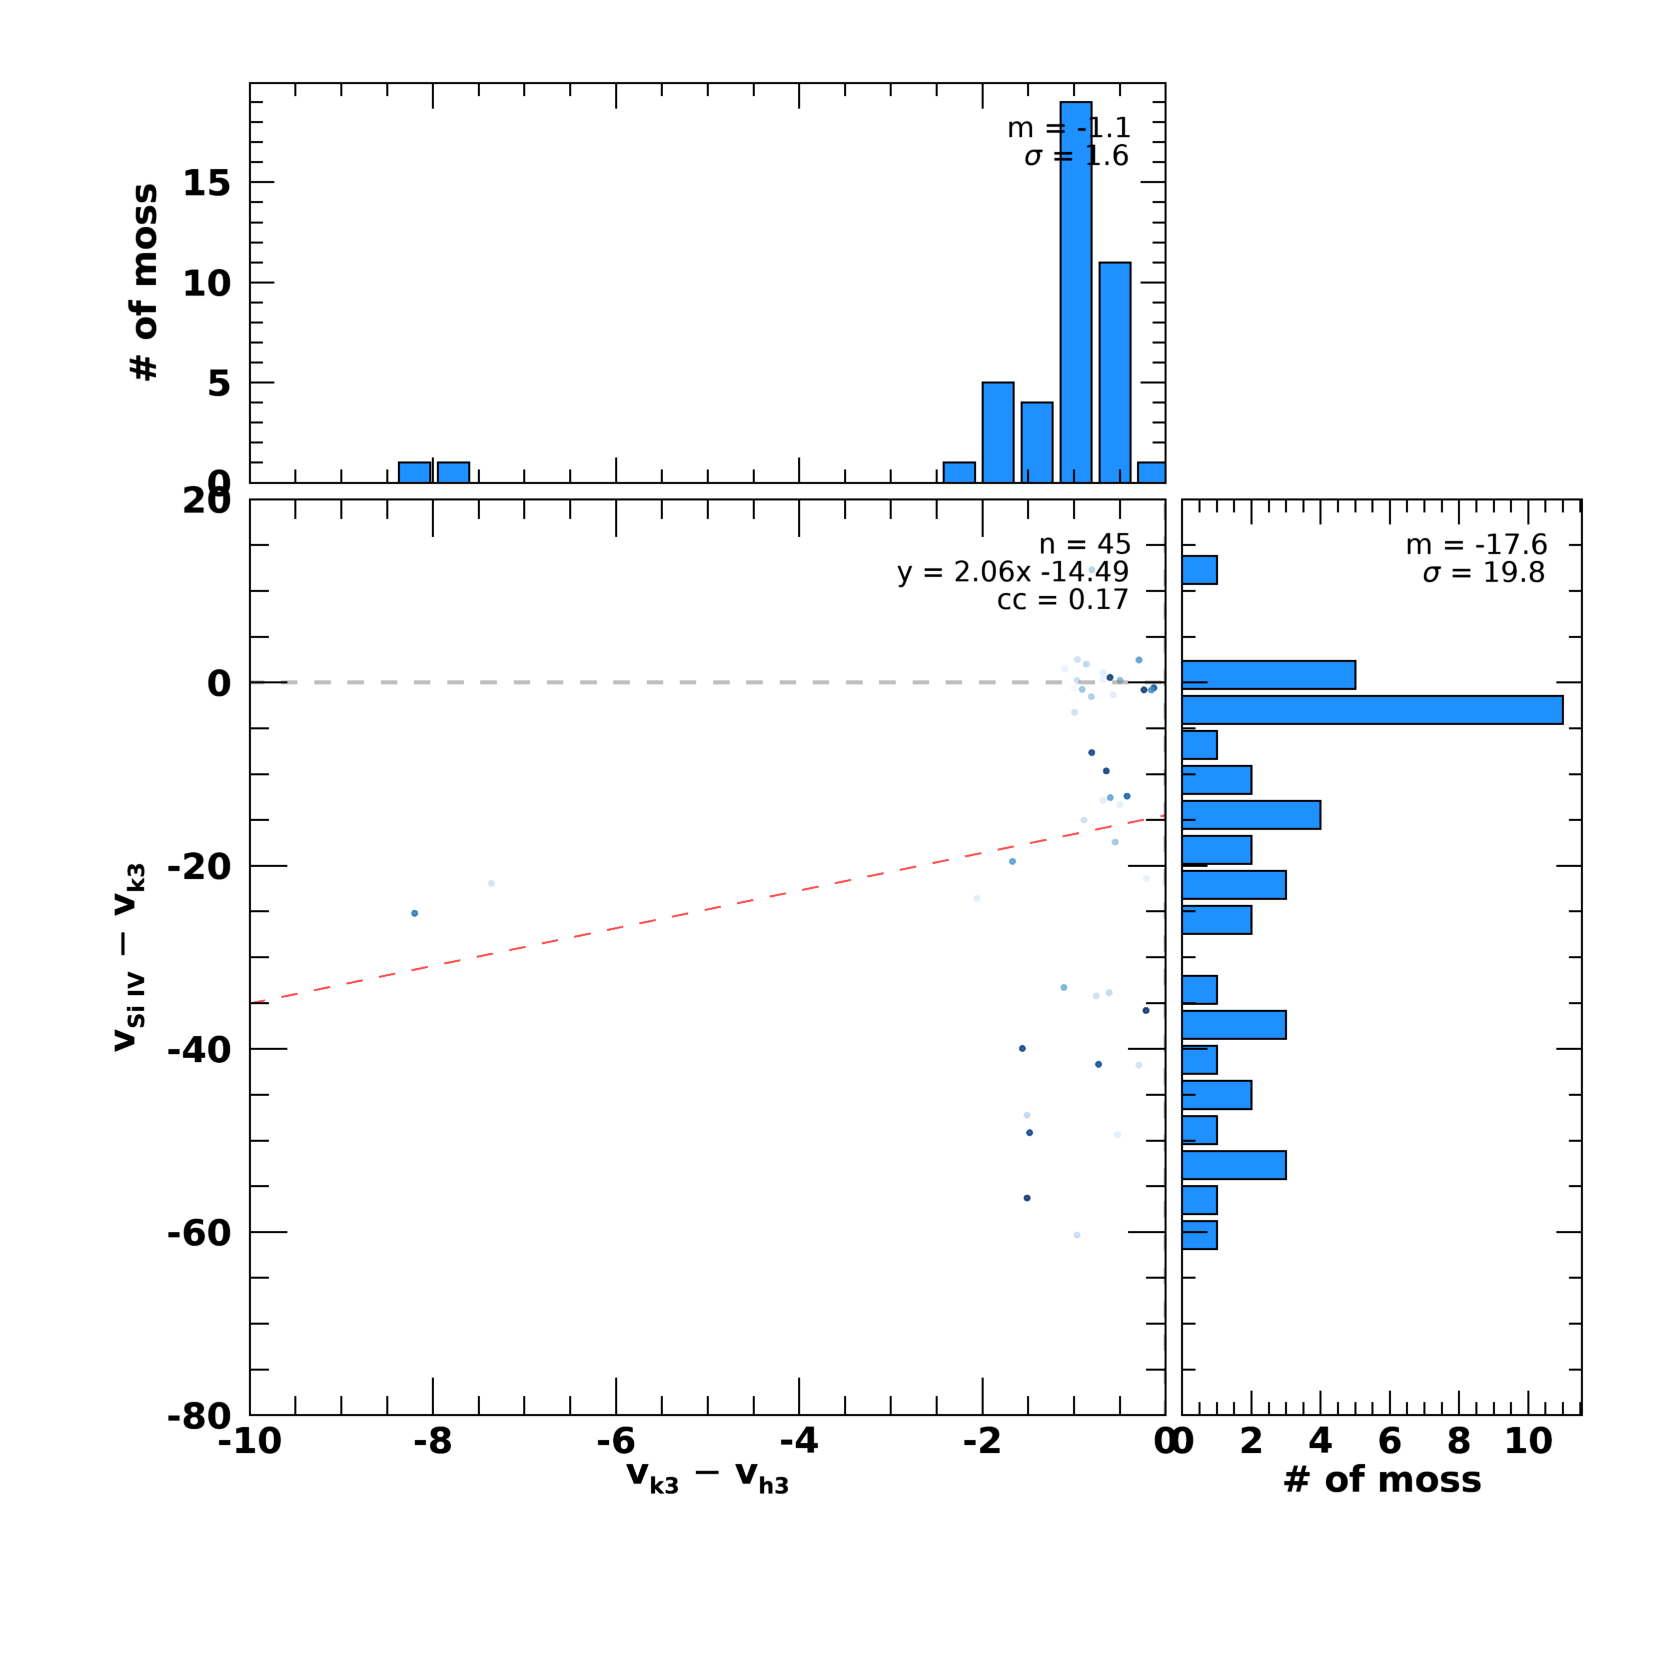 # of moss
15
10
5
0
m = -1.1
σ = 1.6
20
0
-20
-40
-60
-80
v_Si IV − v_k3
n = 45
y = 2.06x -14.49
cc = 0.17
m = -17.6
σ = 19.8
-10 -8 -6 -4 -2 0
v_k3 − v_h3
0 2 4 6 8 10
# of moss